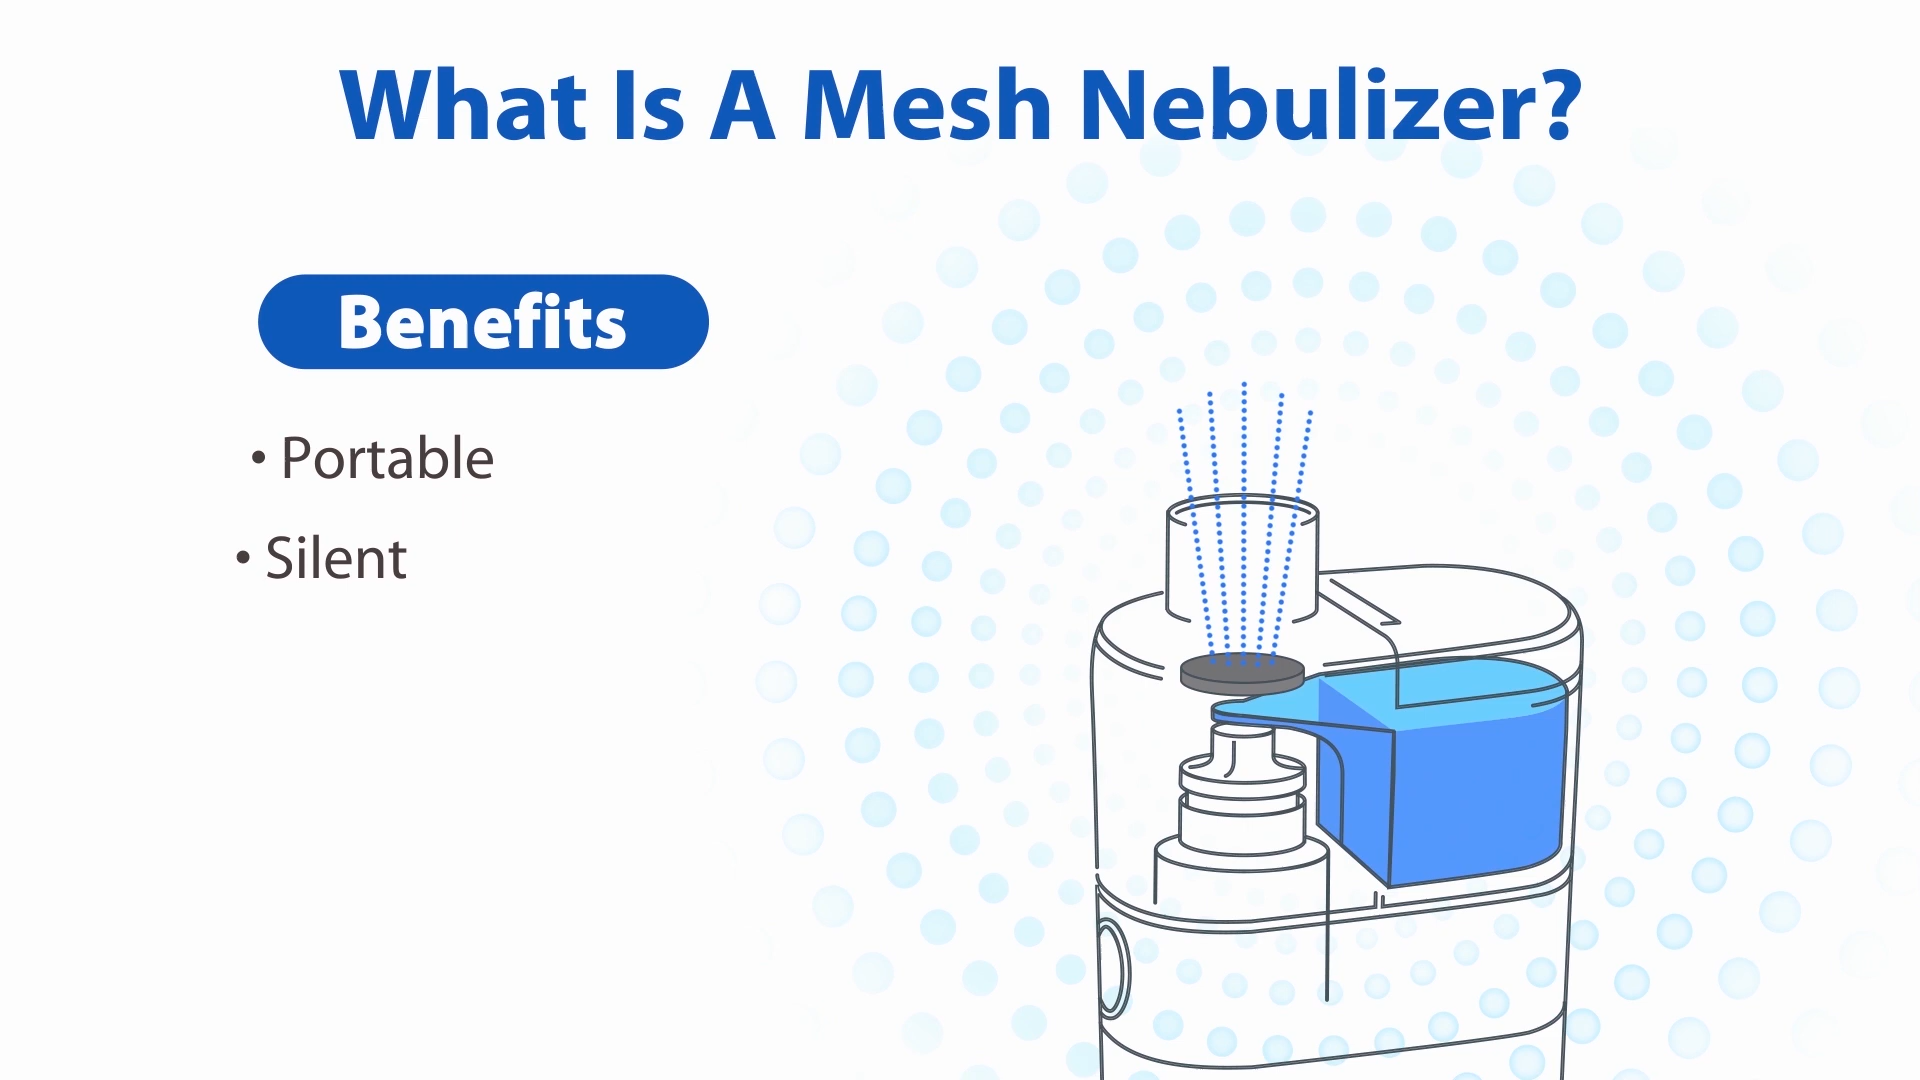 What Is A Mesh Nebulizer?
Benefits
• Portable
• Silent